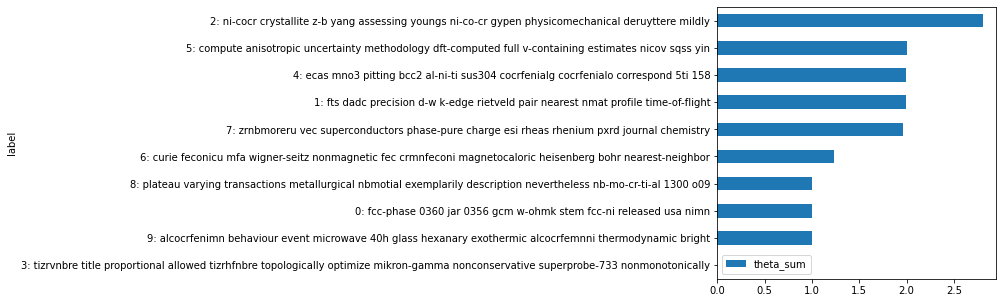 2: ni-cocr crystallite z-b yang assessing youngs ni-co-cr gypen physicomechanical deruyttere mildly
5: compute anisotropic uncertainty methodology dft-computed full v-containing estimates nicov sqss yin
4: ecas mno3 pitting bcc2 al-ni-ti sus304 cocrfenialg cocrfenialo correspond 5ti 158
1: fts dadc precision d-w k-edge rietveld pair nearest nmat profile time-of-flight
7: zrnbmoreru vec superconductors phase-pure charge esi rheas rhenium pxrd journal chemistry
6: curie feconicu mfa wigner-seitz nonmagnetic fec crmnfeconi magnetocaloric heisenberg bohr nearest-neighbor
8: plateau varying transactions metallurgical nbmotial exemplarily description nevertheless nb-mo-cr-ti-al 1300 o09
0: fcc-phase 0360 jar 0356 gcm w-ohmk stem fcc-ni released usa nimn
9: alcocrfenimn behaviour event microwave 40h glass hexanary exothermic alcocrfemnni thermodynamic bright
3: tizrvnbre title proportional allowed tizrhfnbre topologically optimize mikron-gamma nonconservative superprobe-733 nonmonotonically
label
theta_sum
0.0 0.5 1.0 1.5 2.0 2.5